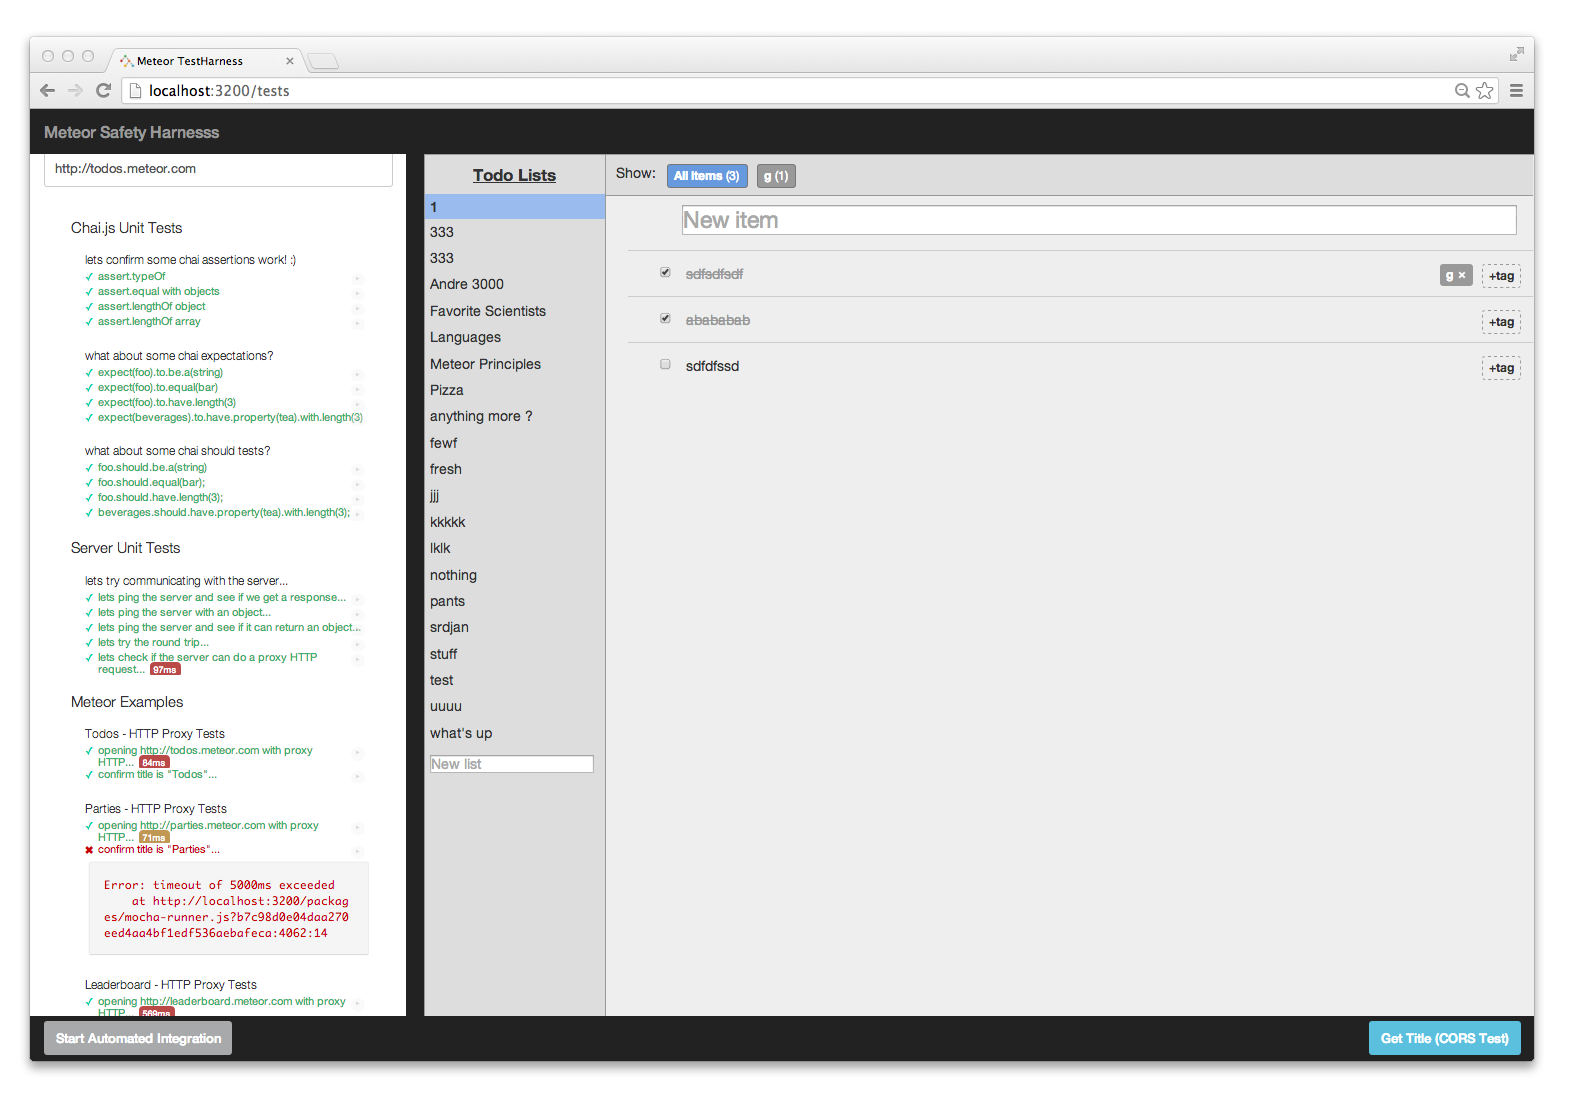 Meteor TestHarness
localhost:3200/tests
Meteor Safety Harnesss
http://todos.meteor.com
Chai.js Unit Tests
lets confirm some chai assertions work! :)
✓ assert.typeOf
✓ assert.equal with objects
✓ assert.lengthOf object
✓ assert.lengthOf array
what about some chai expectations?
✓ expect(foo).to.be.a(string)
✓ expect(foo).to.equal(bar)
✓ expect(foo).to.have.length(3)
✓ expect(beverages).to.have.property(tea).with.length(3)
what about some chai should tests?
✓ foo.should.be.a(string)
✓ foo.should.equal(bar);
✓ foo.should.have.length(3);
✓ beverages.should.have.property(tea).with.length(3);
Server Unit Tests
lets try communicating with the server...
✓ lets ping the server and see if we get a response...
✓ lets ping the server with an object...
✓ lets ping the server and see if it can return an object...
✓ lets try the round trip...
✓ lets check if the server can do a proxy HTTP
request... 97ms
Meteor Examples
Todos - HTTP Proxy Tests
✓ opening http://todos.meteor.com with proxy
HTTP... 84ms
✓ confirm title is "Todos"...
Parties - HTTP Proxy Tests
✓ opening http://parties.meteor.com with proxy
HTTP... 71ms
✖ confirm title is "Parties"...
Error: timeout of 5000ms exceeded
at http://localhost:3200/packag
es/mocha-runner.js?b7c98d0e04daa270
eed4aa4bf1edf536aebafeca:4062:14
Leaderboard - HTTP Proxy Tests
✓ opening http://leaderboard.meteor.com with proxy
HTTP... 569ms
Todo Lists
1
333
333
Andre 3000
Favorite Scientists
Languages
Meteor Principles
Pizza
anything more ?
fewf
fresh
jjj
kkkkk
lklk
nothing
pants
srdjan
stuff
test
uuuu
what's up
New list
Show: All Items (3) g (1)
New item
sdfsdfsdf g × +tag
abababab +tag
sdfdfssd +tag
Start Automated Integration
Get Title (CORS Test)